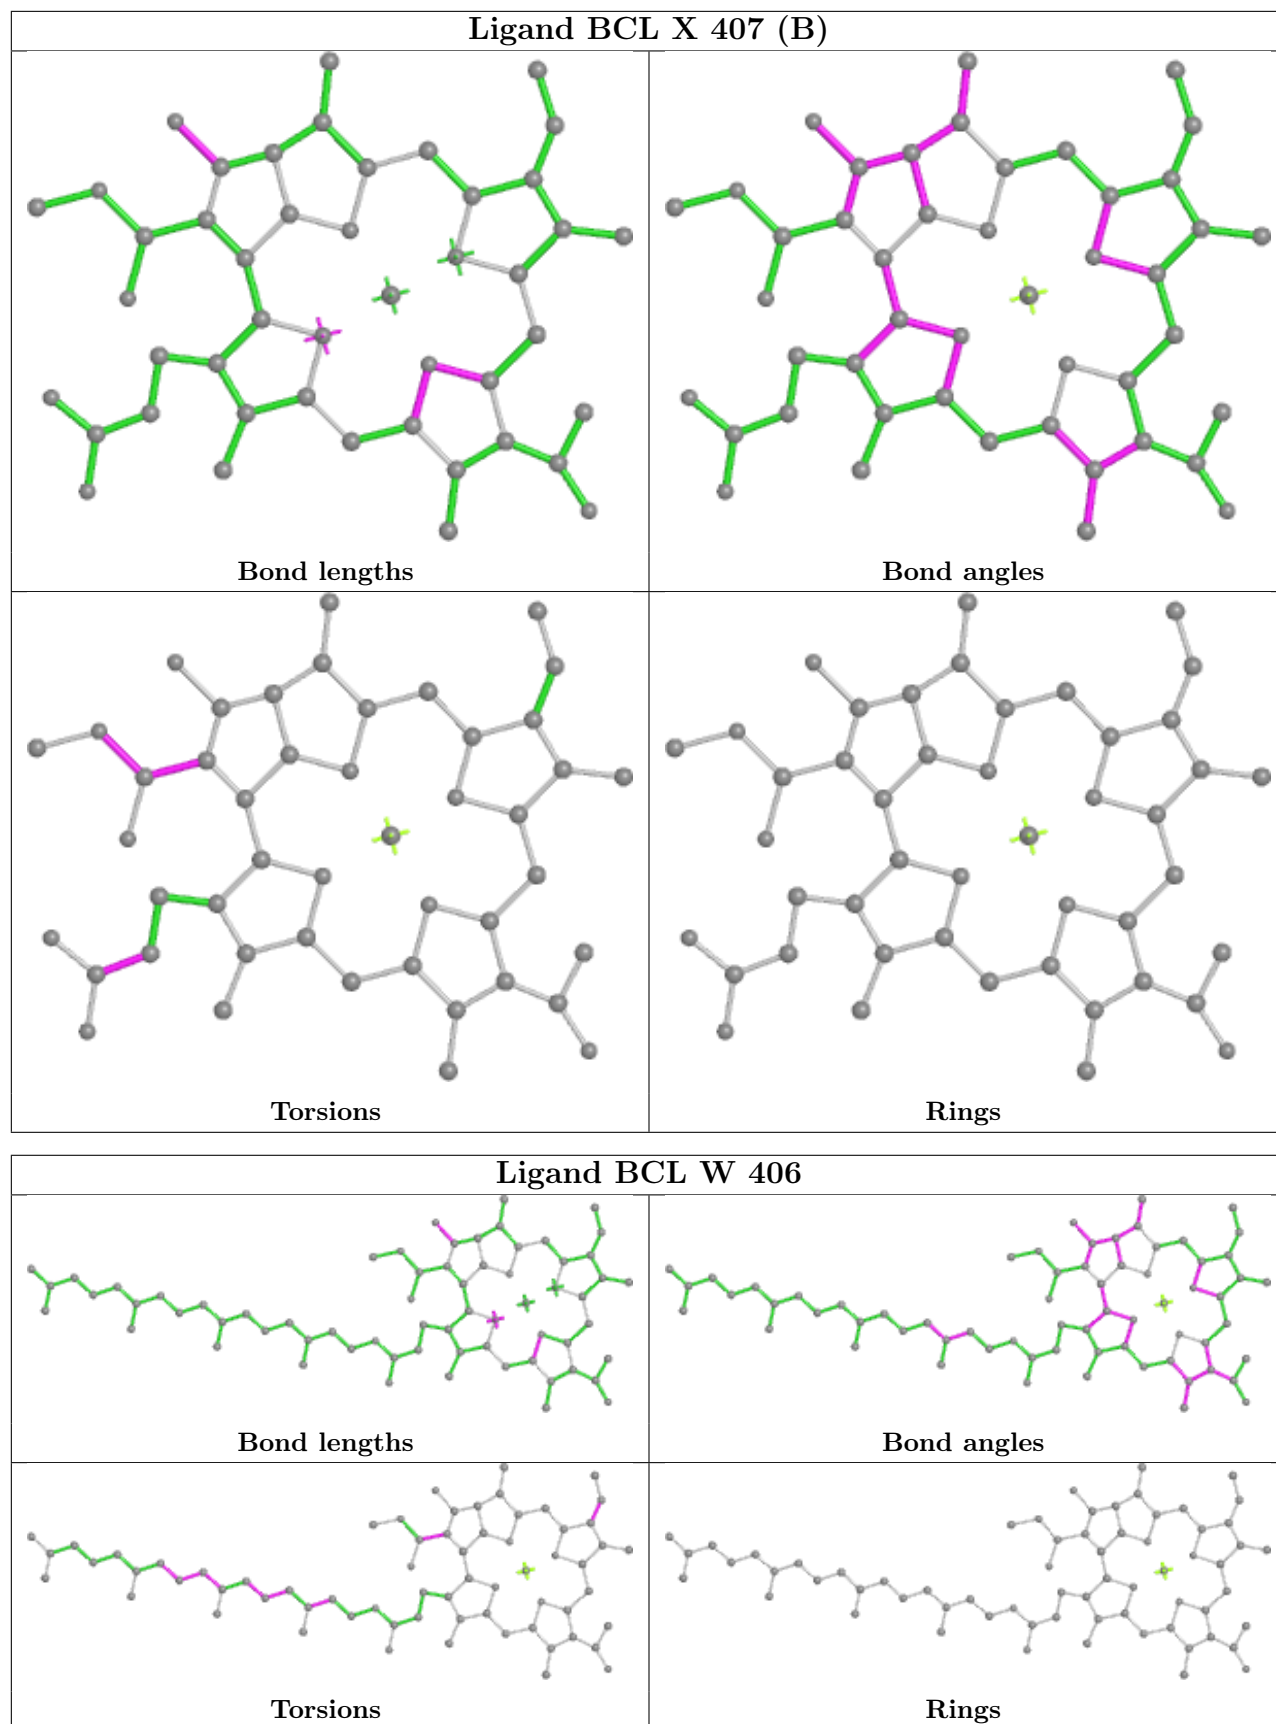 Ligand BCL X 407 (B)
Bond lengths
Bond angles
Torsions
Rings
Ligand BCL W 406
Bond lengths
Bond angles
Torsions
Rings